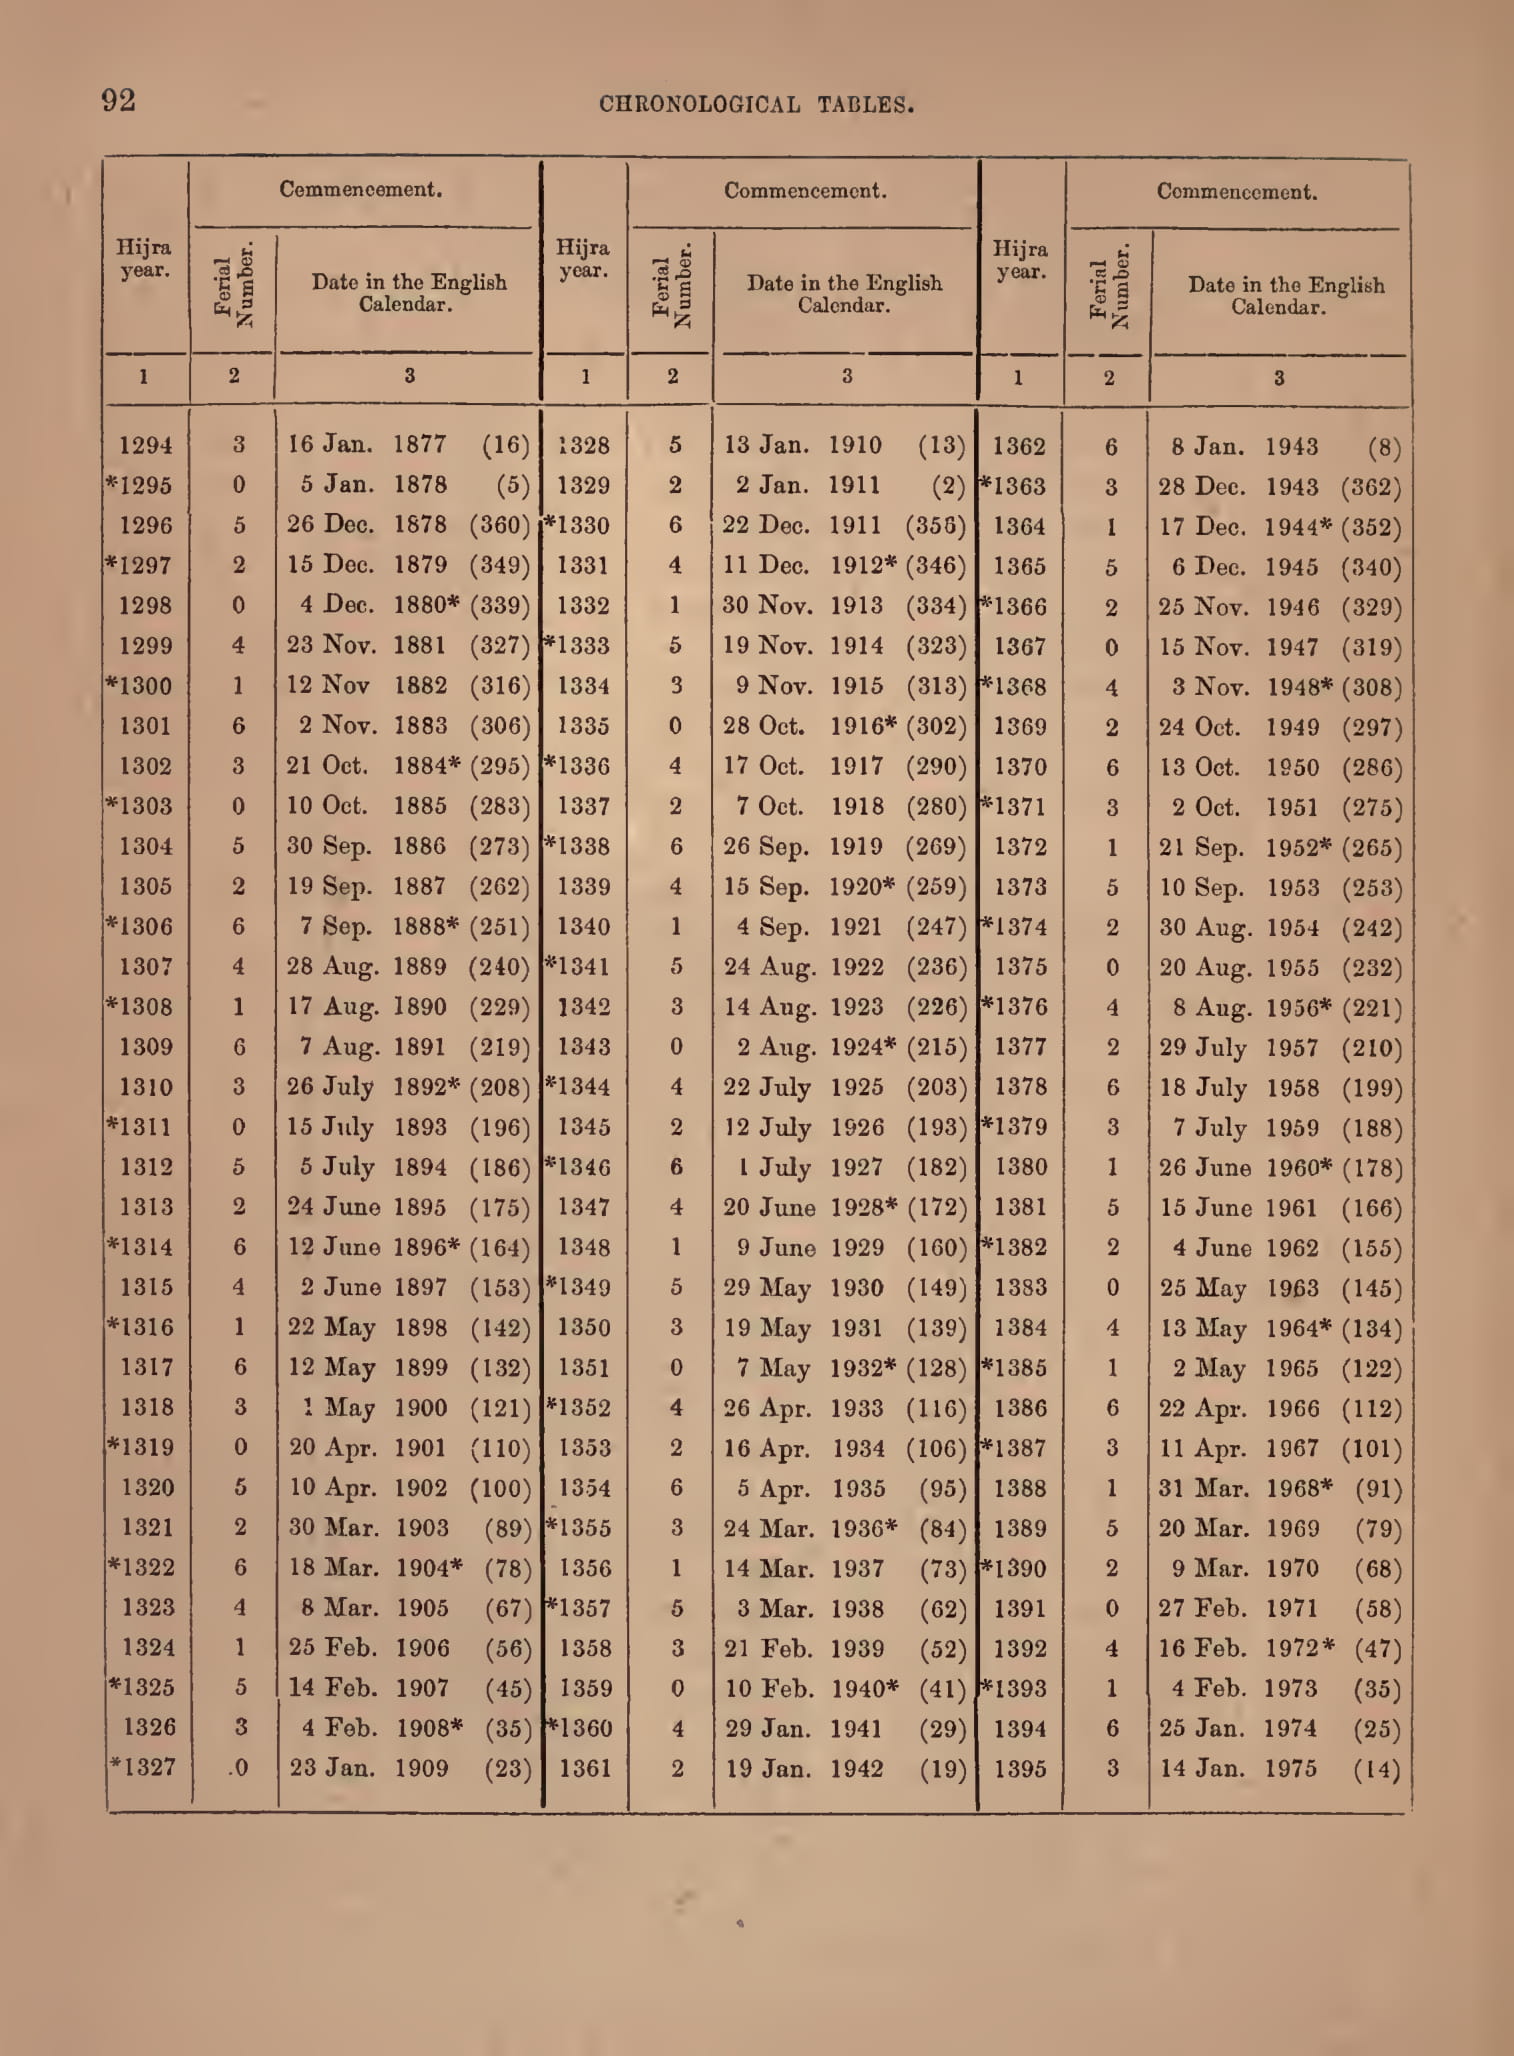 92
CHRONOLOGICAL TABLES.
Cemmencement. Commencement. Commencement.
Hijra year. Ferial Number. Date in the English Calendar. Hijra year. Ferial Number. Date in the English Calendar. Hijra year. Ferial Number. Date in the English Calendar.
1 2 3 1 2 3 1 2 3
1294 3 16 Jan. 1877 (16) 1328 5 13 Jan. 1910 (13) 1362 6 8 Jan. 1943 (8)
*1295 0 5 Jan. 1878 (5) 1329 2 2 Jan. 1911 (2) *1363 3 28 Dec. 1943 (362)
1296 5 26 Dec. 1878 (360) *1330 6 22 Dec. 1911 (356) 1364 1 17 Dec. 1944* (352)
*1297 2 15 Dec. 1879 (349) 1331 4 11 Dec. 1912* (346) 1365 5 6 Dec. 1945 (340)
1298 0 4 Dec. 1880* (339) 1332 1 30 Nov. 1913 (334) *1366 2 25 Nov. 1946 (329)
1299 4 23 Nov. 1881 (327) *1333 5 19 Nov. 1914 (323) 1367 0 15 Nov. 1947 (319)
*1300 1 12 Nov 1882 (316) 1334 3 9 Nov. 1915 (313) *1368 4 3 Nov. 1948* (308)
1301 6 2 Nov. 1883 (306) 1335 0 28 Oct. 1916* (302) 1369 2 24 Oct. 1949 (297)
1302 3 21 Oct. 1884* (295) *1336 4 17 Oct. 1917 (290) 1370 6 13 Oct. 1950 (286)
*1303 0 10 Oct. 1885 (283) 1337 2 7 Oct. 1918 (280) *1371 3 2 Oct. 1951 (275)
1304 5 30 Sep. 1886 (273) *1338 6 26 Sep. 1919 (269) 1372 1 21 Sep. 1952* (265)
1305 2 19 Sep. 1887 (262) 1339 4 15 Sep. 1920* (259) 1373 5 10 Sep. 1953 (253)
*1306 6 7 Sep. 1888* (251) 1340 1 4 Sep. 1921 (247) *1374 2 30 Aug. 1954 (242)
1307 4 28 Aug. 1889 (240) *1341 5 24 Aug. 1922 (236) 1375 0 20 Aug. 1955 (232)
*1308 1 17 Aug. 1890 (229) 1342 3 14 Aug. 1923 (226) *1376 4 8 Aug. 1956* (221)
1309 6 7 Aug. 1891 (219) 1343 0 2 Aug. 1924* (215) 1377 2 29 July 1957 (210)
1310 3 26 July 1892* (208) *1344 4 22 July 1925 (203) 1378 6 18 July 1958 (199)
*1311 0 15 July 1893 (196) 1345 2 12 July 1926 (193) *1379 3 7 July 1959 (188)
1312 5 5 July 1894 (186) *1346 6 1 July 1927 (182) 1380 1 26 June 1960* (178)
1313 2 24 June 1895 (175) 1347 4 20 June 1928* (172) 1381 5 15 June 1961 (166)
*1314 6 12 June 1896* (164) 1348 1 9 June 1929 (160) *1382 2 4 June 1962 (155)
1315 4 2 June 1897 (153) *1349 5 29 May 1930 (149) 1383 0 25 May 1963 (145)
*1316 1 22 May 1898 (142) 1350 3 19 May 1931 (139) 1384 4 13 May 1964* (134)
1317 6 12 May 1899 (132) 1351 0 7 May 1932* (128) *1385 1 2 May 1965 (122)
1318 3 1 May 1900 (121) *1352 4 26 Apr. 1933 (116) 1386 6 22 Apr. 1966 (112)
*1319 0 20 Apr. 1901 (110) 1353 2 16 Apr. 1934 (106) *1387 3 11 Apr. 1967 (101)
1320 5 10 Apr. 1902 (100) 1354 6 5 Apr. 1935 (95) 1388 1 31 Mar. 1968* (91)
1321 2 30 Mar. 1903 (89) *1355 3 24 Mar. 1936* (84) 1389 5 20 Mar. 1969 (79)
*1322 6 18 Mar. 1904* (78) 1356 1 14 Mar. 1937 (73) *1390 2 9 Mar. 1970 (68)
1323 4 8 Mar. 1905 (67) *1357 5 3 Mar. 1938 (62) 1391 0 27 Feb. 1971 (58)
1324 1 25 Feb. 1906 (56) 1358 3 21 Feb. 1939 (52) 1392 4 16 Feb. 1972* (47)
*1325 5 14 Feb. 1907 (45) 1359 0 10 Feb. 1940* (41) *1393 1 4 Feb. 1973 (35)
1326 3 4 Feb. 1908* (35) *1360 4 29 Jan. 1941 (29) 1394 6 25 Jan. 1974 (25)
*1327 0 23 Jan. 1909 (23) 1361 2 19 Jan. 1942 (19) 1395 3 14 Jan. 1975 (14)